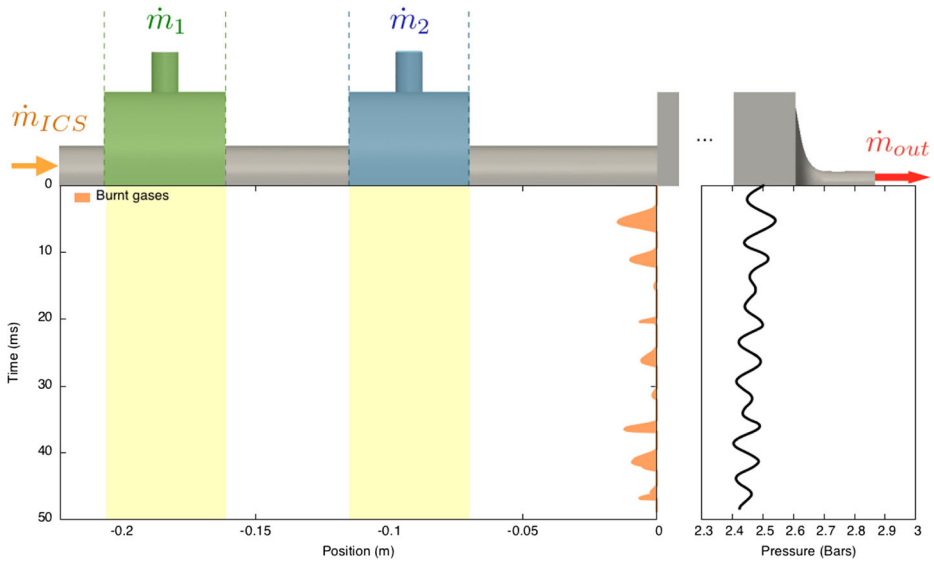 ṁ₁ ṁ₂
ṁ_ICS ... ṁ_out
0
Burnt gases
10
20
30
40
50
Time (ms)
-0.2 -0.15 -0.1 -0.05 0 2.3 2.4 2.5 2.6 2.7 2.8 2.9 3
Position (m) Pressure (Bars)